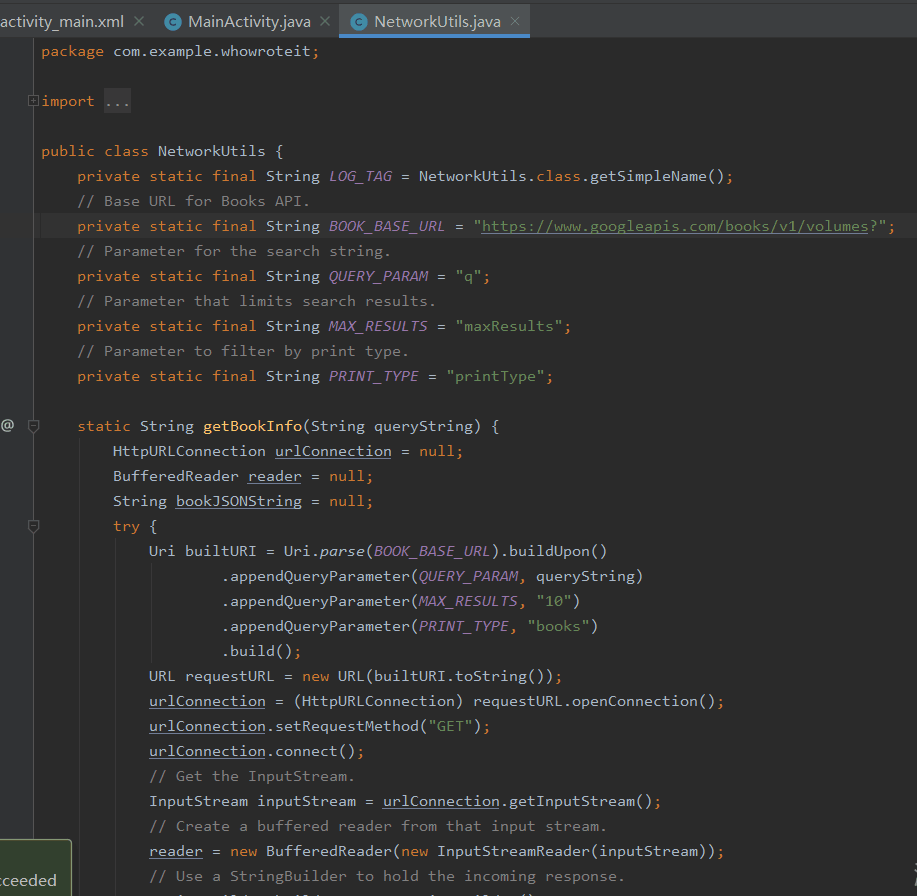 activity_main.xml MainActivity.java NetworkUtils.java
package com.example.whowroteit;
import ...
public class NetworkUtils {
private static final String LOG_TAG = NetworkUtils.class.getSimpleName();
// Base URL for Books API.
private static final String BOOK_BASE_URL = "https://www.googleapis.com/books/v1/volumes?";
// Parameter for the search string.
private static final String QUERY_PARAM = "q";
// Parameter that limits search results.
private static final String MAX_RESULTS = "maxResults";
// Parameter to filter by print type.
private static final String PRINT_TYPE = "printType";
@ static String getBookInfo(String queryString) {
HttpURLConnection urlConnection = null;
BufferedReader reader = null;
String bookJSONString = null;
try {
Uri builtURI = Uri.parse(BOOK_BASE_URL).buildUpon()
.appendQueryParameter(QUERY_PARAM, queryString)
.appendQueryParameter(MAX_RESULTS, "10")
.appendQueryParameter(PRINT_TYPE, "books")
.build();
URL requestURL = new URL(builtURI.toString());
urlConnection = (HttpURLConnection) requestURL.openConnection();
urlConnection.setRequestMethod("GET");
urlConnection.connect();
// Get the InputStream.
InputStream inputStream = urlConnection.getInputStream();
// Create a buffered reader from that input stream.
reader = new BufferedReader(new InputStreamReader(inputStream));
// Use a StringBuilder to hold the incoming response.
ceeded